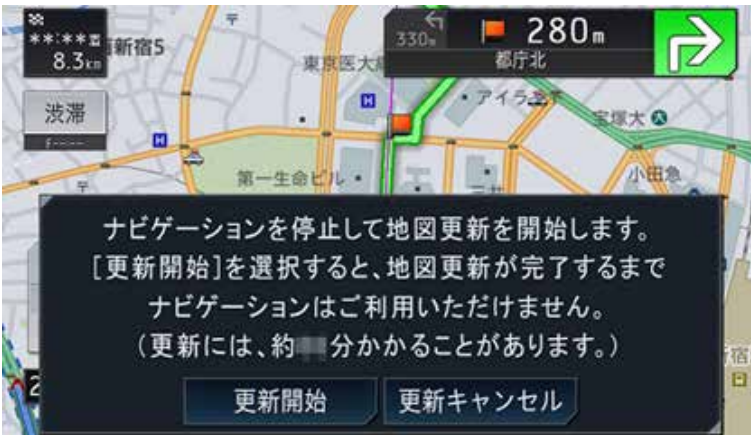 **:**
8.3km
新宿5
渋滞
東京医大
330m
280m
都庁北
アイラ
宝塚大
小田急
第一生命ビル
ナビゲーションを停止して地図更新を開始します。
[更新開始]を選択すると、地図更新が完了するまで
ナビゲーションはご利用いただけません。
(更新には、約 分かかることがあります。)
更新開始
更新キャンセル